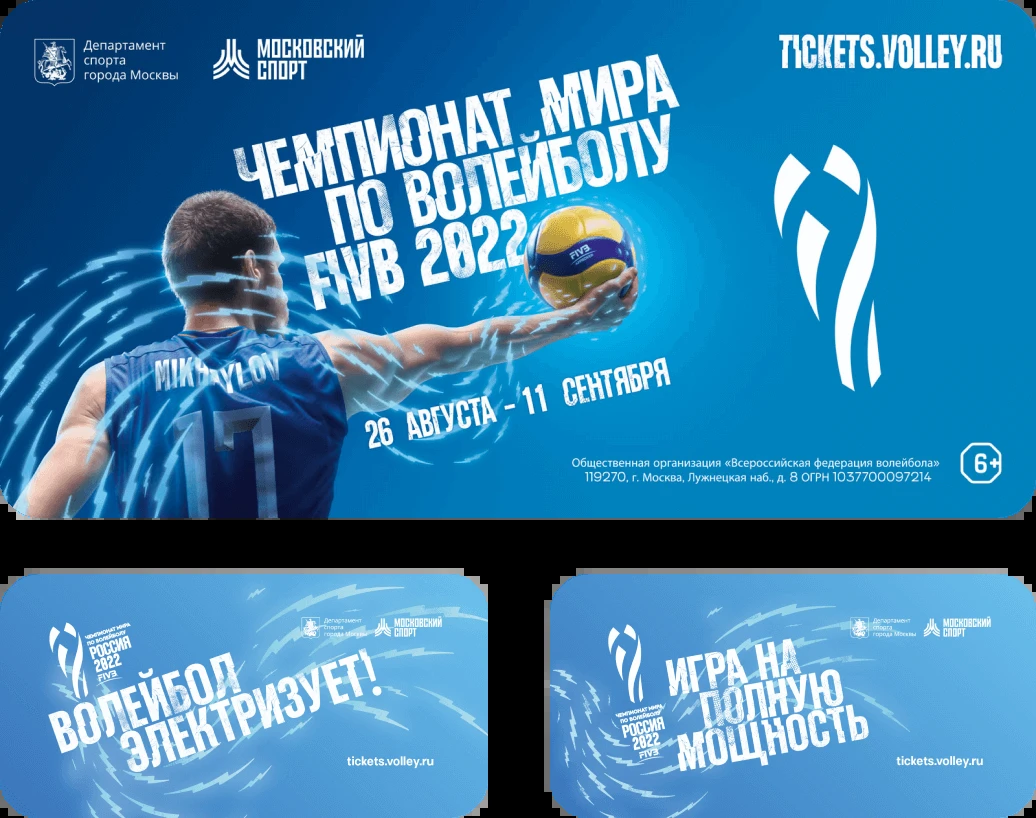 Департамент
спорта
города Москвы
МОСКОВСКИЙ
СПОРТ
TICKETS.VOLLEY.RU
ЧЕМПИОНАТ МИРА
ПО ВОЛЕЙБОЛУ
FIVB 2022
FIVB
MIKHAYLOV
17
26 АВГУСТА – 11 СЕНТЯБРЯ
Общественная организация «Всероссийская федерация волейбола»
119270, г. Москва, Лужнецкая наб., д. 8 ОГРН 1037700097214
6+
ЧЕМПИОНАТ МИРА
ПО ВОЛЕЙБОЛУ
РОССИЯ
2022
FIVB
Департамент
спорта
города Москвы
МОСКОВСКИЙ
СПОРТ
ВОЛЕЙБОЛ
ЭЛЕКТРИЗУЕТ!
tickets.volley.ru
Департамент
спорта
города Москвы
МОСКОВСКИЙ
СПОРТ
ИГРА НА
ПОЛНУЮ
МОЩНОСТЬ
ЧЕМПИОНАТ МИРА
ПО ВОЛЕЙБОЛУ
РОССИЯ
2022
FIVB
tickets.volley.ru